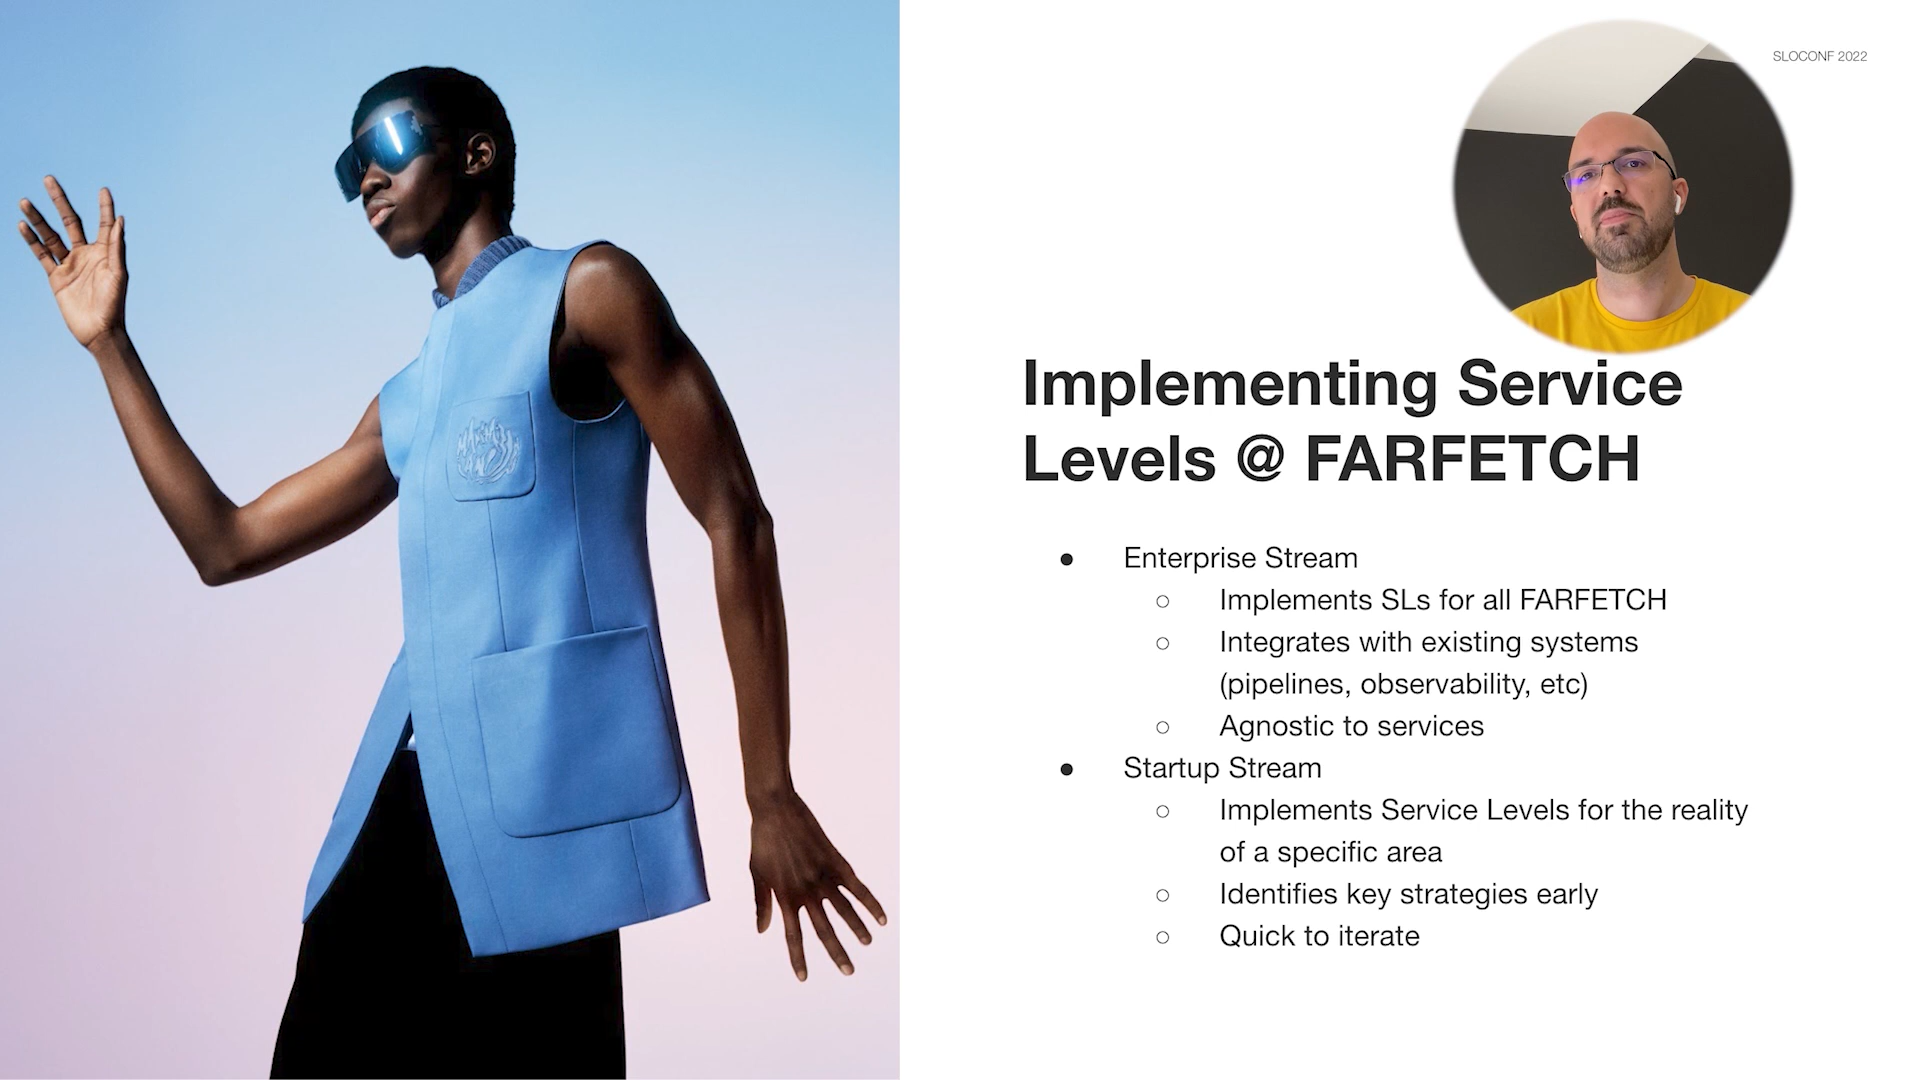 SLOCONF 2022
Implementing Service
Levels @ FARFETCH
● Enterprise Stream
○ Implements SLs for all FARFETCH
○ Integrates with existing systems
(pipelines, observability, etc)
○ Agnostic to services
● Startup Stream
○ Implements Service Levels for the reality
of a specific area
○ Identifies key strategies early
○ Quick to iterate